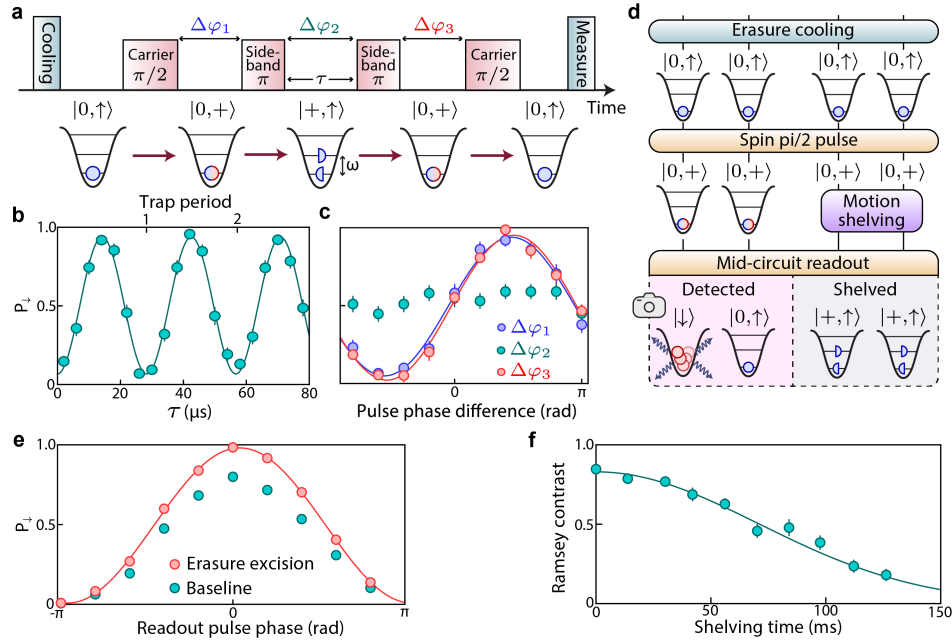 a
Δφ₁ Δφ₂ Δφ₃
Cooling
Carrier π/2
Side-band π
τ
Side-band π
Carrier π/2
Measure
Time
|0,↑⟩ |0,+⟩ |+,↑⟩ |0,+⟩ |0,↑⟩
ω
b
Trap period
1 2
P↓
1.0
0.5
0
0 20 40 60 80
τ (μs)
c
Δφ₁
Δφ₂
Δφ₃
0 π
Pulse phase difference (rad)
d
Erasure cooling
|0,↑⟩ |0,↑⟩ |0,↑⟩ |0,↑⟩
Spin pi/2 pulse
|0,+⟩ |0,+⟩ |0,+⟩ |0,+⟩
Motion
shelving
Mid-circuit readout
Detected Shelved
|↓⟩ |0,↑⟩ |+,↑⟩ |+,↑⟩
e
P↓
1.0
0.5
0
Erasure excision
Baseline
-π 0 π
Readout pulse phase (rad)
f
Ramsey contrast
1.0
0.5
0
0 50 100 150
Shelving time (ms)